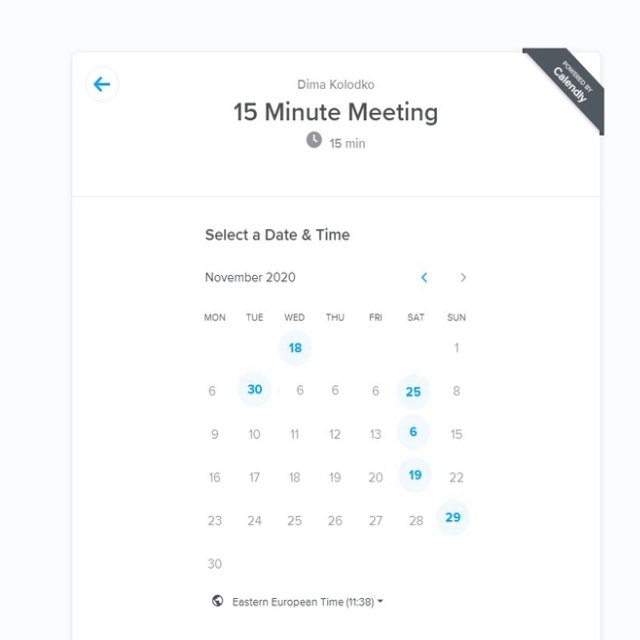 Dima Kolodko
15 Minute Meeting
15 min
POWERED BY
Calendly
Select a Date & Time
November 2020
MON TUE WED THU FRI SAT SUN
18 1
6 30 6 6 6 25 8
9 10 11 12 13 6 15
16 17 18 19 20 19 22
23 24 25 26 27 28 29
30
Eastern European Time (11:38)